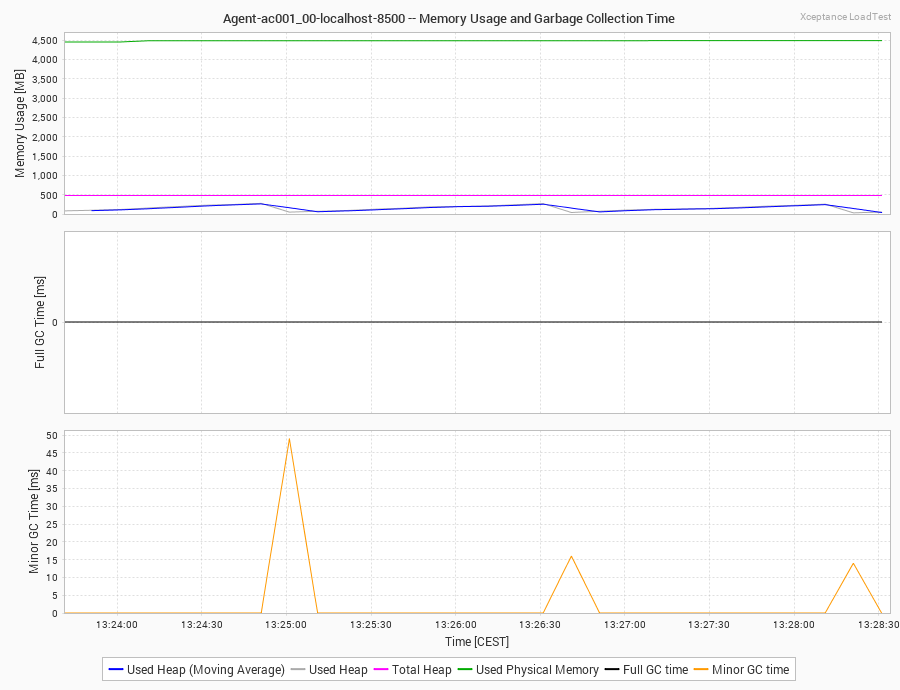 Agent-ac001_00-localhost-8500 -- Memory Usage and Garbage Collection Time
Xceptance LoadTest
Memory Usage [MB]
4,500
4,000
3,500
3,000
2,500
2,000
1,500
1,000
500
0
Full GC Time [ms]
0
Minor GC Time [ms]
50
45
40
35
30
25
20
15
10
5
0
13:24:00 13:24:30 13:25:00 13:25:30 13:26:00 13:26:30 13:27:00 13:27:30 13:28:00 13:28:30
Time [CEST]
Used Heap (Moving Average) Used Heap Total Heap Used Physical Memory Full GC time Minor GC time